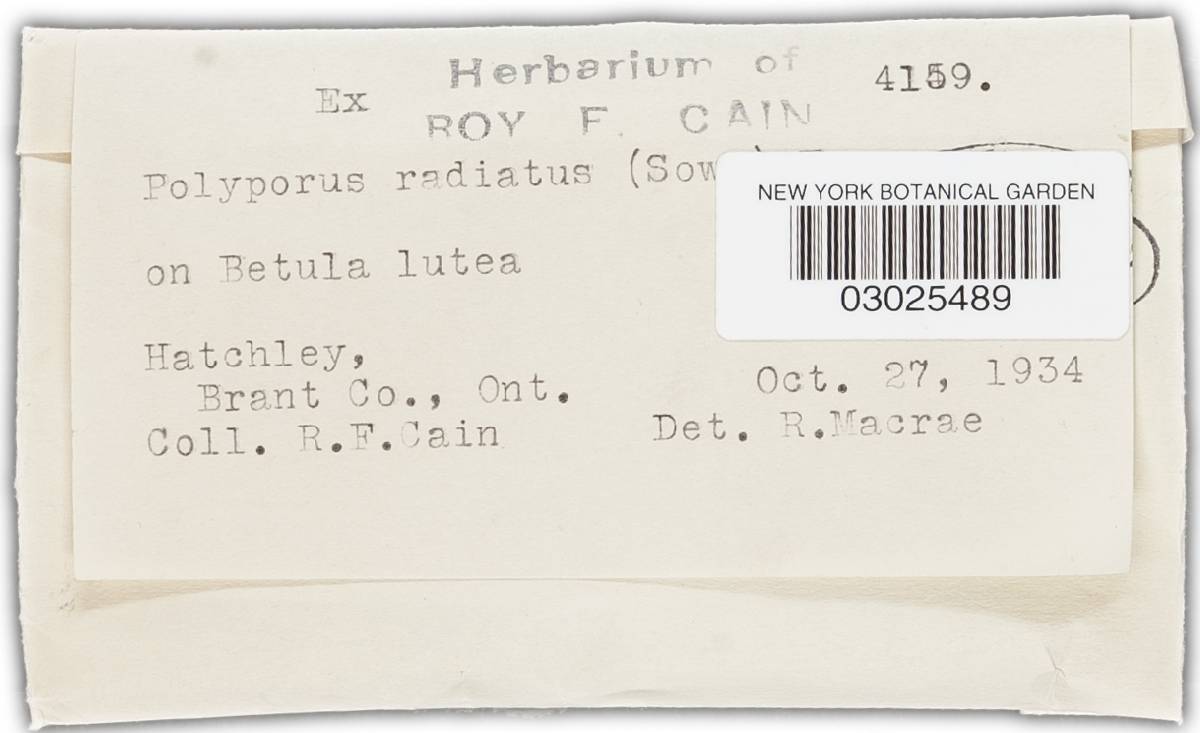 Ex Herbarium of 4159.
ROY F. CAIN
Polyporus radiatus (Sow
on Betula lutea
NEW YORK BOTANICAL GARDEN
03025489
Hatchley,
Brant Co., Ont. Oct. 27, 1934
Coll. R.F.Cain Det. R.Macrae